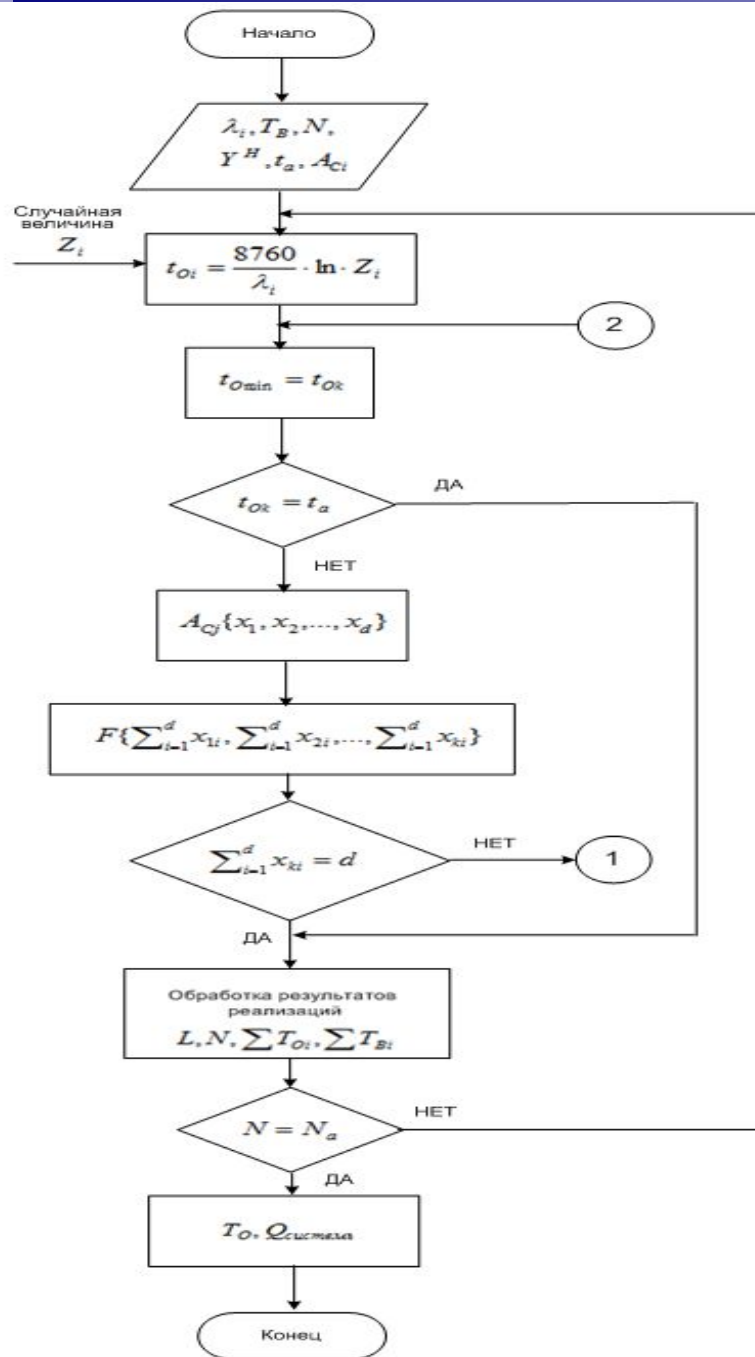 Начало
λ_i, T_B, N,
Y^H, t_a, A_Ci
Случайная
величина
Z_i
t_Oi = 8760/λ_i · ln · Z_i
2
t_Omin = t_Ok
t_Ok = t_a
ДА
НЕТ
A_Cj{x_1, x_2,..., x_d}
F{∑_{i-1}^d x_1i, ∑_{i-1}^d x_2i,..., ∑_{i-1}^d x_ki}
∑_{i-1}^d x_ki = d
НЕТ
1
ДА
Обработка результатов
реализаций
L, N, ∑T_Oi, ∑T_Bi
N = N_a
НЕТ
ДА
T_O, Q_система
Конец